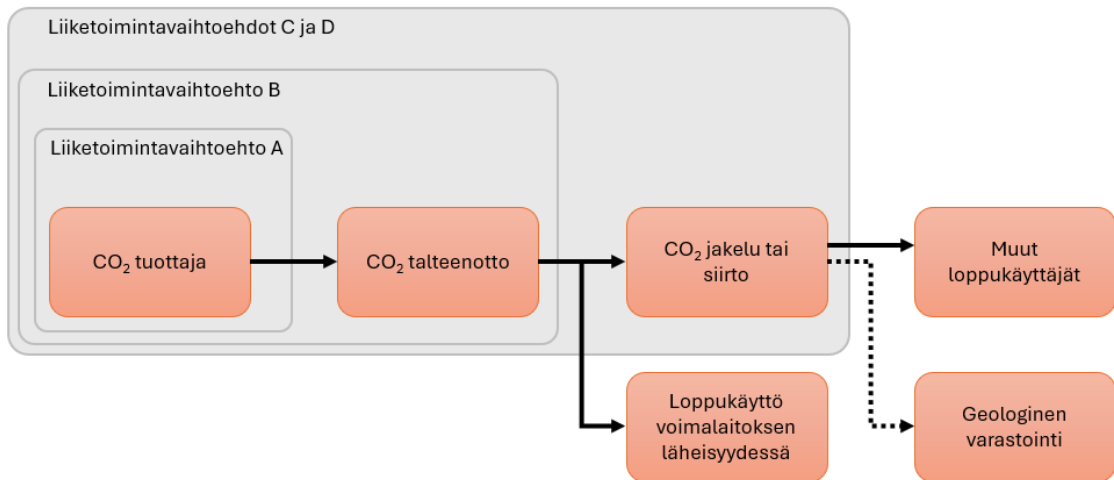 Liiketoimintavaihtoehdot C ja D
Liiketoimintavaihtoehto B
Liiketoimintavaihtoehto A
CO₂ tuottaja
CO₂ talteenotto
CO₂ jakelu tai
siirto
Muut
loppukäyttäjät
Loppukäyttö
voimalaitoksen
läheisyydessä
Geologinen
varastointi